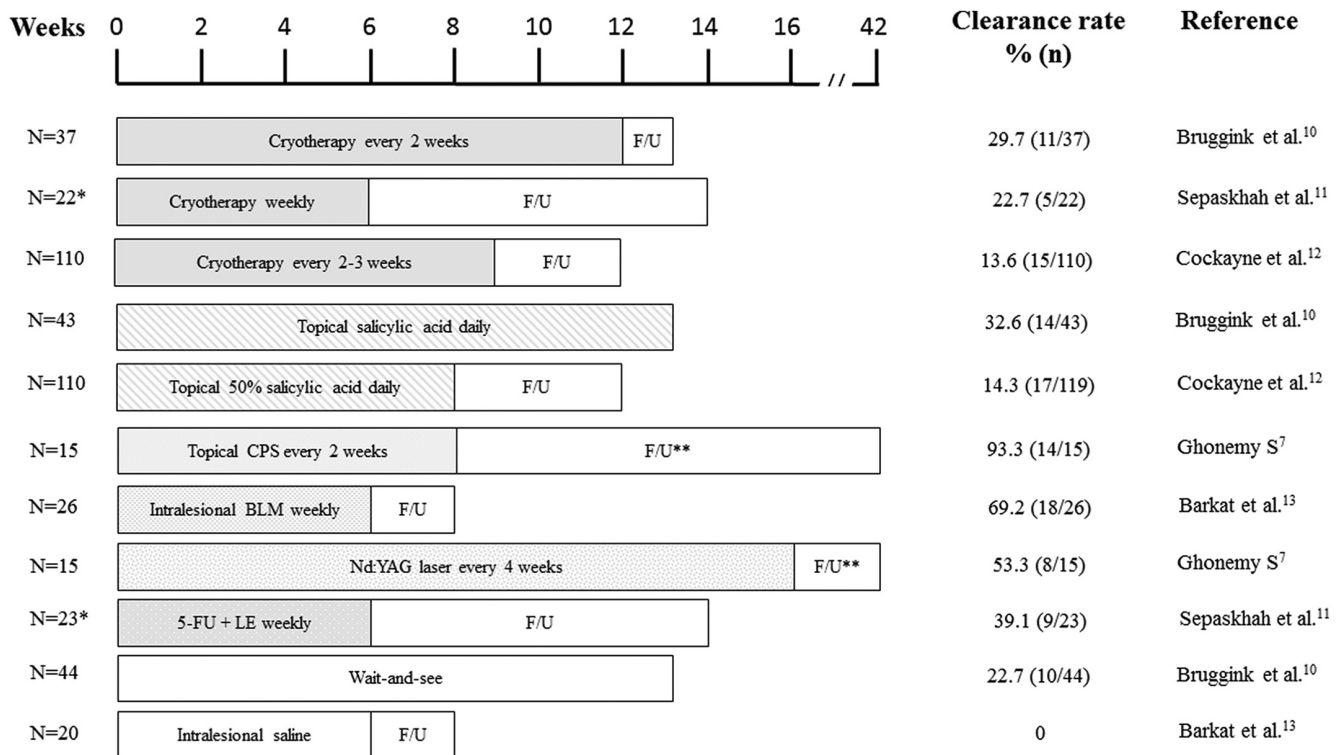 Weeks 0 2 4 6 8 10 12 14 16 42 Clearance rate Reference
% (n)
//
N=37 Cryotherapy every 2 weeks F/U 29.7 (11/37) Bruggink et al.10
N=22* Cryotherapy weekly F/U 22.7 (5/22) Sepaskhah et al.11
N=110 Cryotherapy every 2-3 weeks F/U 13.6 (15/110) Cockayne et al.12
N=43 Topical salicylic acid daily 32.6 (14/43) Bruggink et al.10
N=110 Topical 50% salicylic acid daily F/U 14.3 (17/119) Cockayne et al.12
N=15 Topical CPS every 2 weeks F/U** 93.3 (14/15) Ghonemy S7
N=26 Intralesional BLM weekly F/U 69.2 (18/26) Barkat et al.13
N=15 Nd:YAG laser every 4 weeks F/U** 53.3 (8/15) Ghonemy S7
N=23* 5-FU + LE weekly F/U 39.1 (9/23) Sepaskhah et al.11
N=44 Wait-and-see 22.7 (10/44) Bruggink et al.10
N=20 Intralesional saline F/U 0 Barkat et al.13